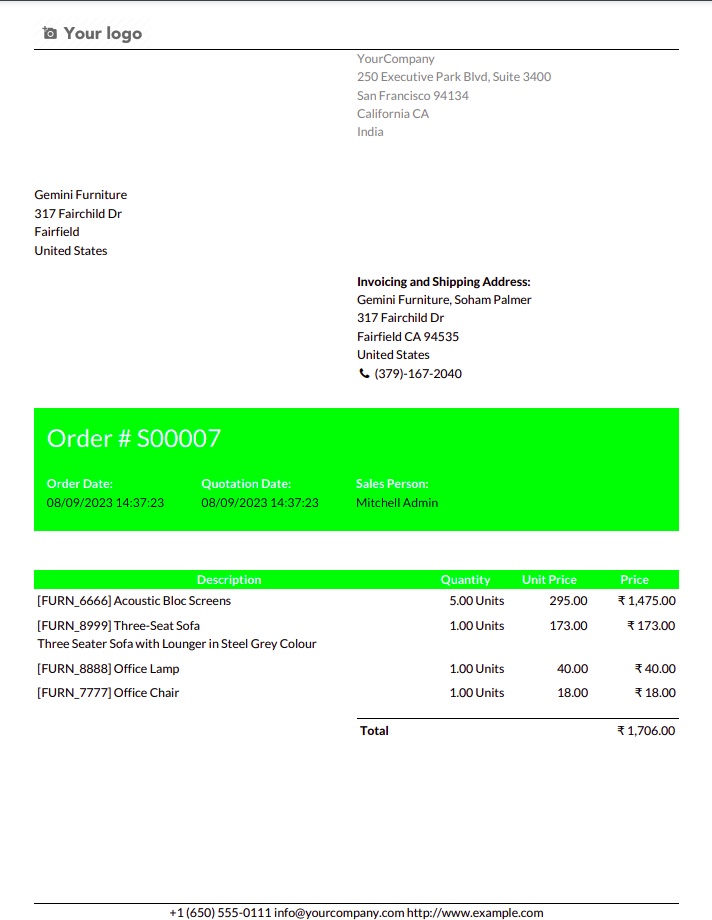 Your logo
YourCompany
250 Executive Park Blvd, Suite 3400
San Francisco 94134
California CA
India
Gemini Furniture
317 Fairchild Dr
Fairfield
United States
Invoicing and Shipping Address:
Gemini Furniture, Soham Palmer
317 Fairchild Dr
Fairfield CA 94535
United States
(379)-167-2040
Order # S00007
Order Date: Quotation Date: Sales Person:
08/09/2023 14:37:23 08/09/2023 14:37:23 Mitchell Admin
Description Quantity Unit Price Price
[FURN_6666] Acoustic Bloc Screens 5.00 Units 295.00 ₹ 1,475.00
[FURN_8999] Three-Seat Sofa 1.00 Units 173.00 ₹ 173.00
Three Seater Sofa with Lounger in Steel Grey Colour
[FURN_8888] Office Lamp 1.00 Units 40.00 ₹ 40.00
[FURN_7777] Office Chair 1.00 Units 18.00 ₹ 18.00
Total ₹ 1,706.00
+1 (650) 555-0111 info@yourcompany.com http://www.example.com